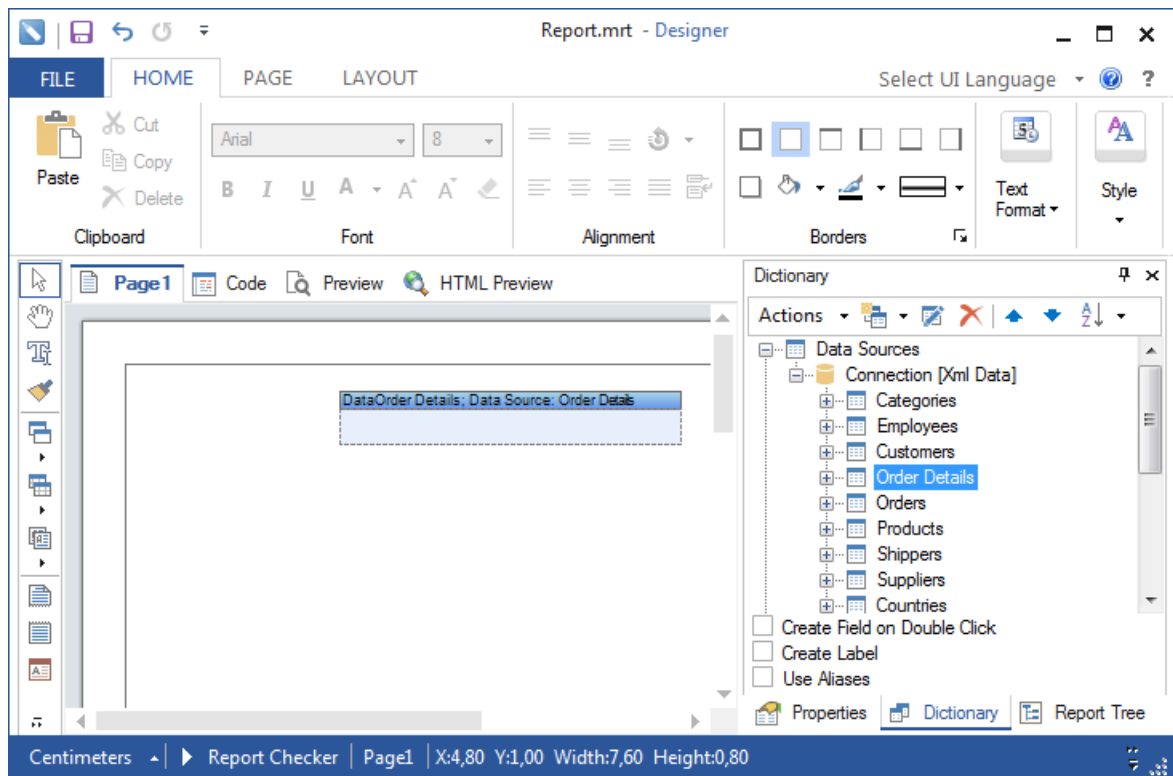 Report.mrt - Designer
FILE HOME PAGE LAYOUT Select UI Language ?
Paste
Cut
Copy
Delete
Clipboard
Arial 8
B I U A A A
Font
Alignment
Borders
Text
Format
Style
Page1 Code Preview HTML Preview
DataOrder Details; Data Source: Order Details
Dictionary
Actions
Data Sources
Connection [Xml Data]
Categories
Employees
Customers
Order Details
Orders
Products
Shippers
Suppliers
Countries
Create Field on Double Click
Create Label
Use Aliases
Properties Dictionary Report Tree
Centimeters Report Checker Page1 X:4,80 Y:1,00 Width:7,60 Height:0,80